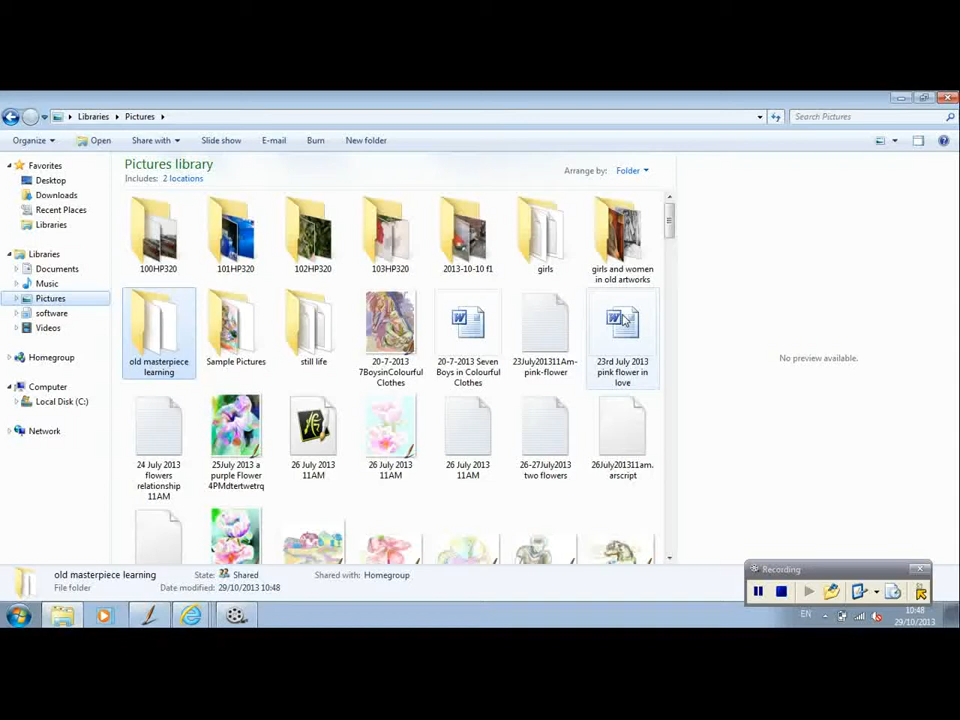 Libraries
Pictures
Search Pictures
Organize
Open
Share with
Slide show
E-mail
Burn
New folder
Favorites
Desktop
Downloads
Recent Places
Libraries
Libraries
Documents
Music
Pictures
software
Videos
Homegroup
Computer
Local Disk (C:)
Network
Pictures library
Includes: 2 locations
Arrange by: Folder
100HP320
101HP320
102HP320
103HP320
2013-10-10 f1
girls
girls and women
in old artworks
old masterpiece
learning
Sample Pictures
still life
20-7-2013
7BoysinColourful
Clothes
20-7-2013 Seven
Boys in Colourful
Clothes
23July201311Am-
pink-flower
23rd July 2013
pink flower in
love
24 July 2013
flowers
relationship
11AM
25July 2013 a
purple Flower
4PMdtertwetrq
26 July 2013
11AM
26 July 2013
11AM
26 July 2013
11AM
26-27July2013
two flowers
26July201311am.
arscript
No preview available.
old masterpiece learning
File folder
State: Shared
Date modified: 29/10/2013 10:48
Shared with: Homegroup
Recording
EN
10:48
29/10/2013